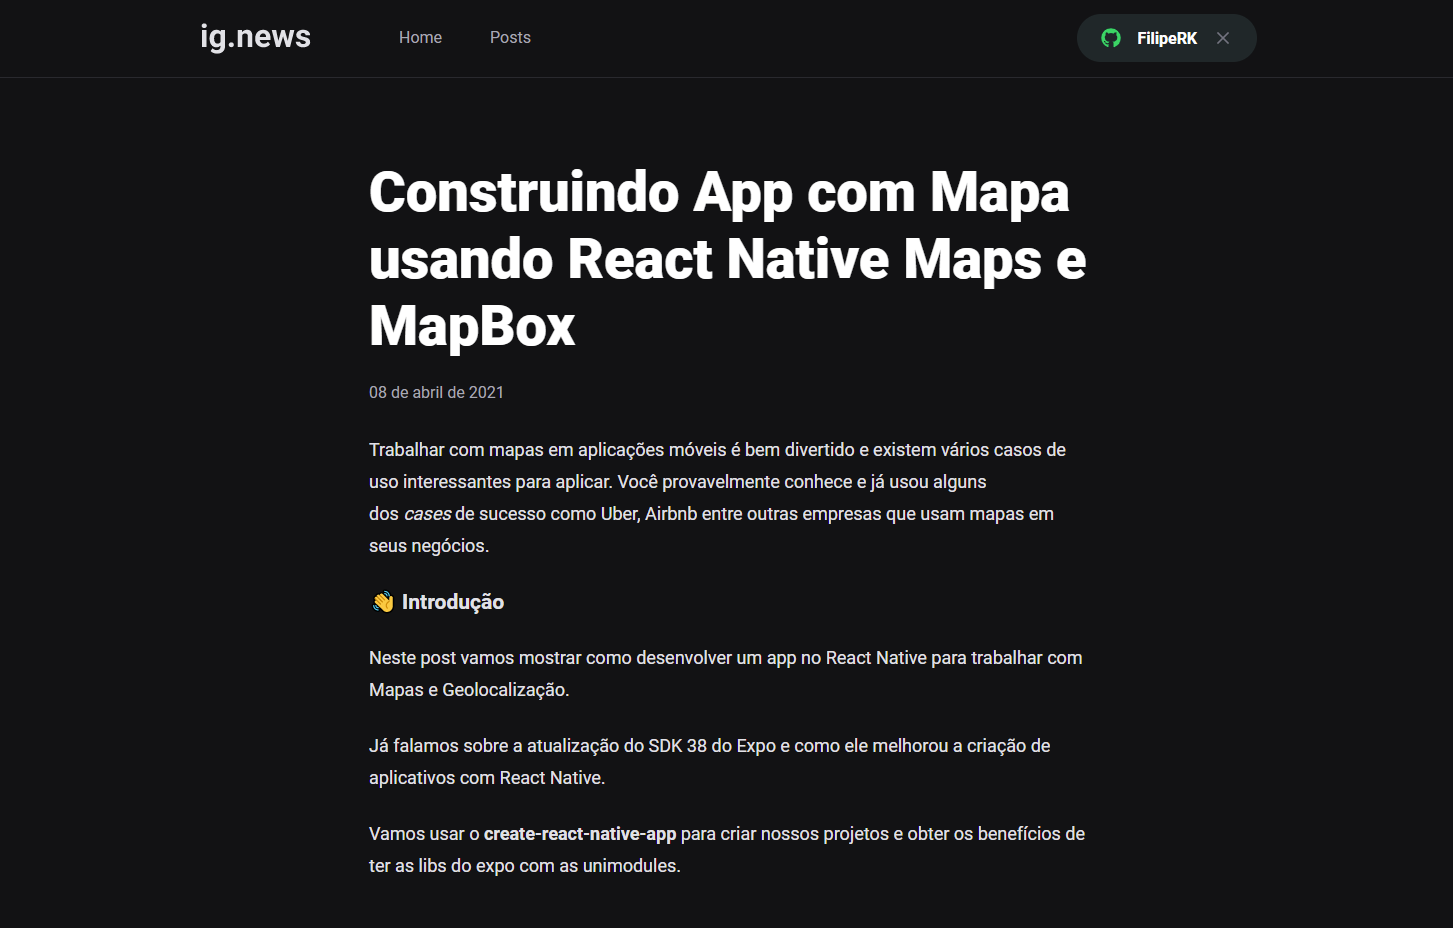 ig.news
Home
Posts
FilipeRK
Construindo App com Mapa
usando React Native Maps e
MapBox
08 de abril de 2021
Trabalhar com mapas em aplicações móveis é bem divertido e existem vários casos de
uso interessantes para aplicar. Você provavelmente conhece e já usou alguns
dos cases de sucesso como Uber, Airbnb entre outras empresas que usam mapas em
seus negócios.
👋 Introdução
Neste post vamos mostrar como desenvolver um app no React Native para trabalhar com
Mapas e Geolocalização.
Já falamos sobre a atualização do SDK 38 do Expo e como ele melhorou a criação de
aplicativos com React Native.
Vamos usar o create-react-native-app para criar nossos projetos e obter os benefícios de
ter as libs do expo com as unimodules.